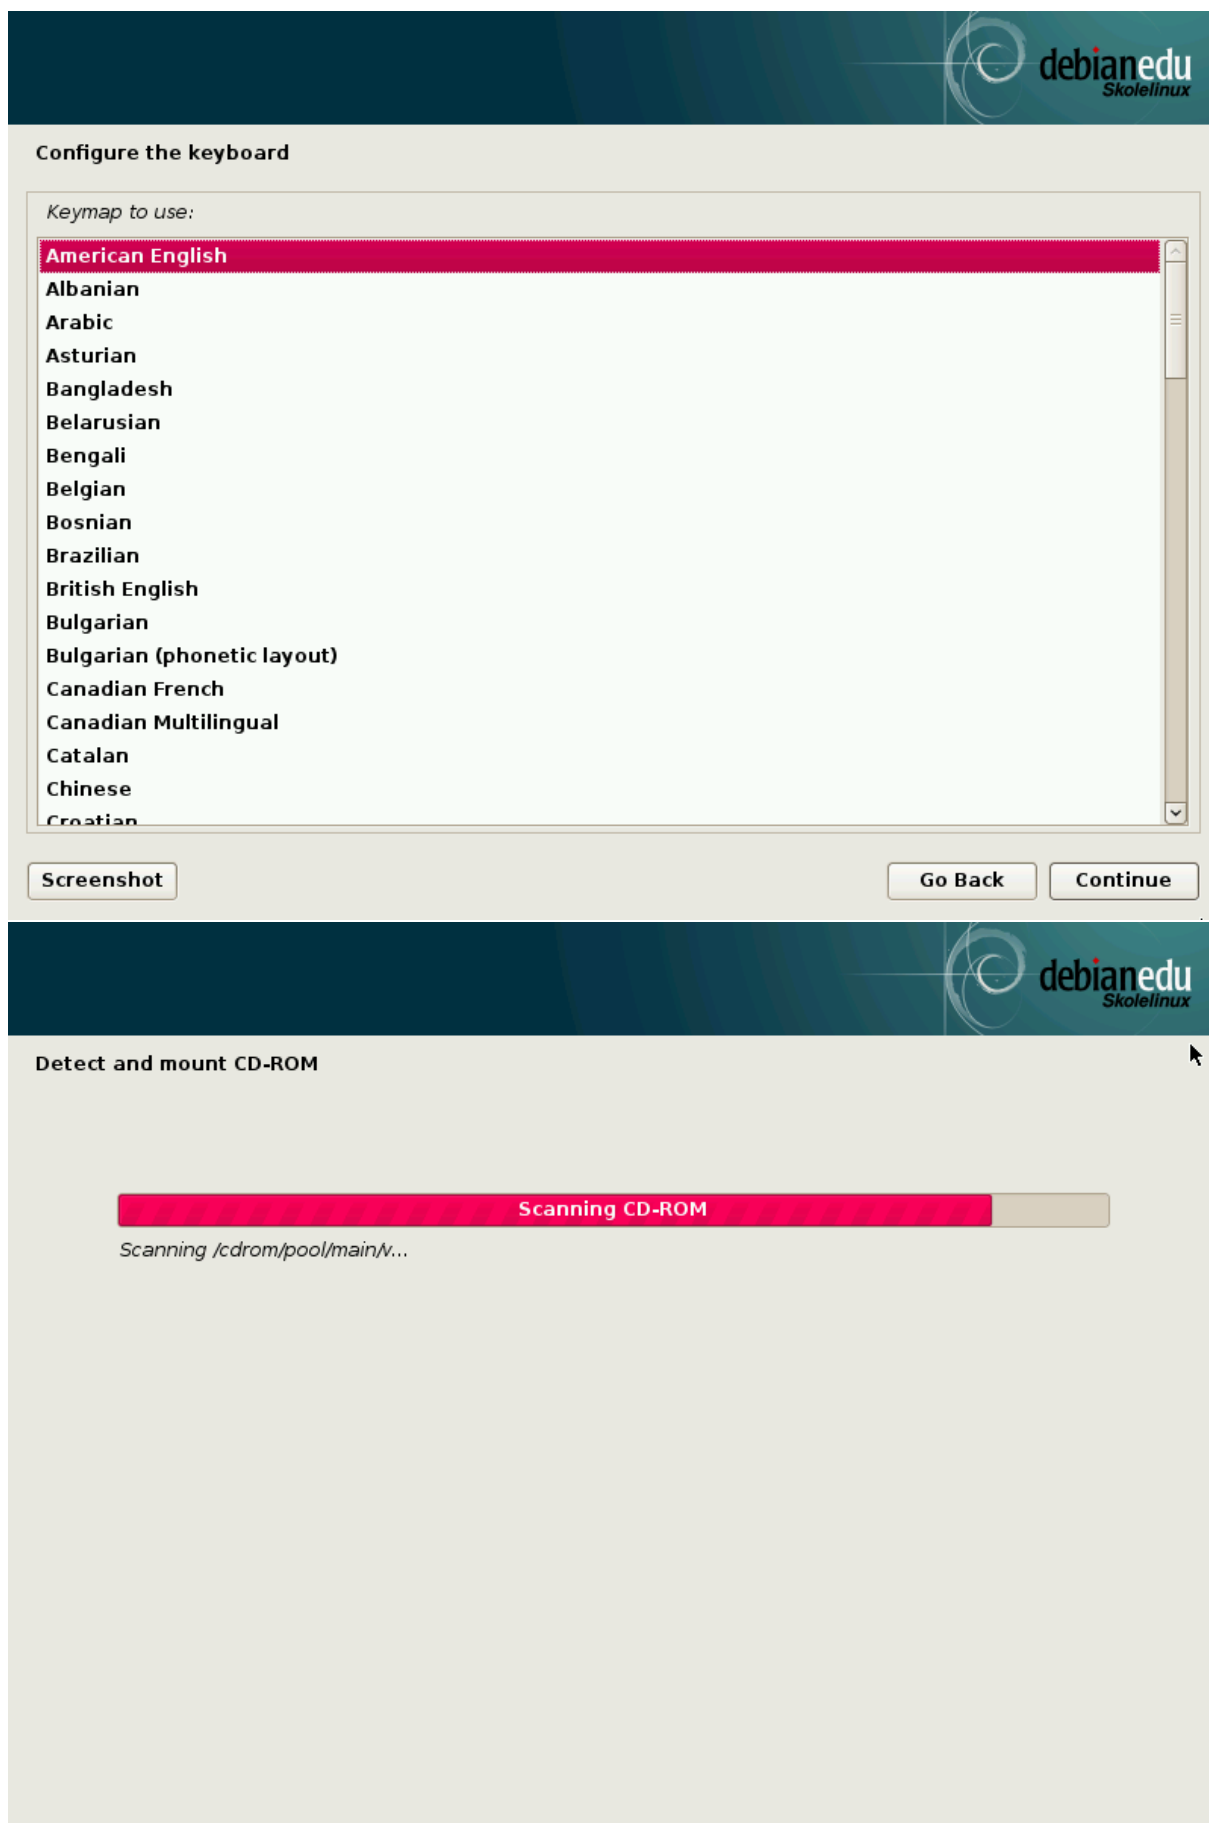 debianedu
Skolelinux
Configure the keyboard
Keymap to use:
American English
Albanian
Arabic
Asturian
Bangladesh
Belarusian
Bengali
Belgian
Bosnian
Brazilian
British English
Bulgarian
Bulgarian (phonetic layout)
Canadian French
Canadian Multilingual
Catalan
Chinese
Croatian
Screenshot
Go Back
Continue
debianedu
Skolelinux
Detect and mount CD-ROM
Scanning CD-ROM
Scanning /cdrom/pool/main/v...